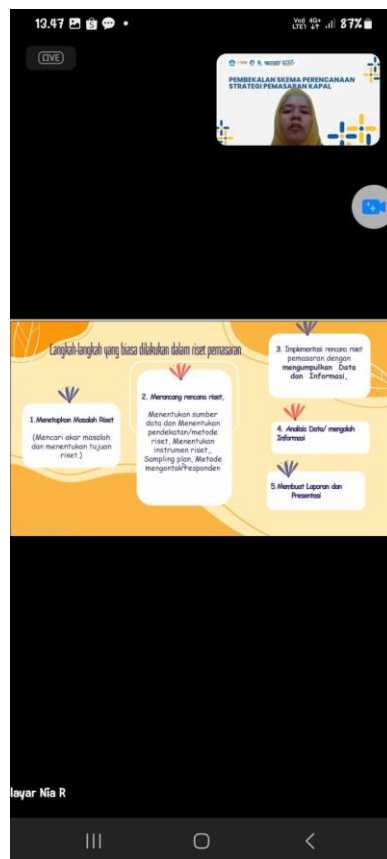 13.47
Vo)) 4G+
LTE1
87%
LIVE
PEMBEKALAN SKEMA PERENCANAAN
STRATEGI PEMASARAN KAPAL
Langkah-langkah yang biasa dilakukan dalam riset pemasaran
1.Menetapkan Masalah Riset
(Mencari akar masalah
dan menentukan tujuan
riset.)
2. Merancang rencana riset,
Menentukan sumber
data dan Menentukan
pendekatan/metode
riset, Menentukan
instrumen riset,,
Sampling plan, Metode
mengontak responden
3. Implementasi rencana riset
pemasaran dengan
mengumpulkan Data
dan Informasi,
4. Analisis Data/ mengolah
Informasi
5.Membuat Laporan dan
Presentasi
layar Nia R